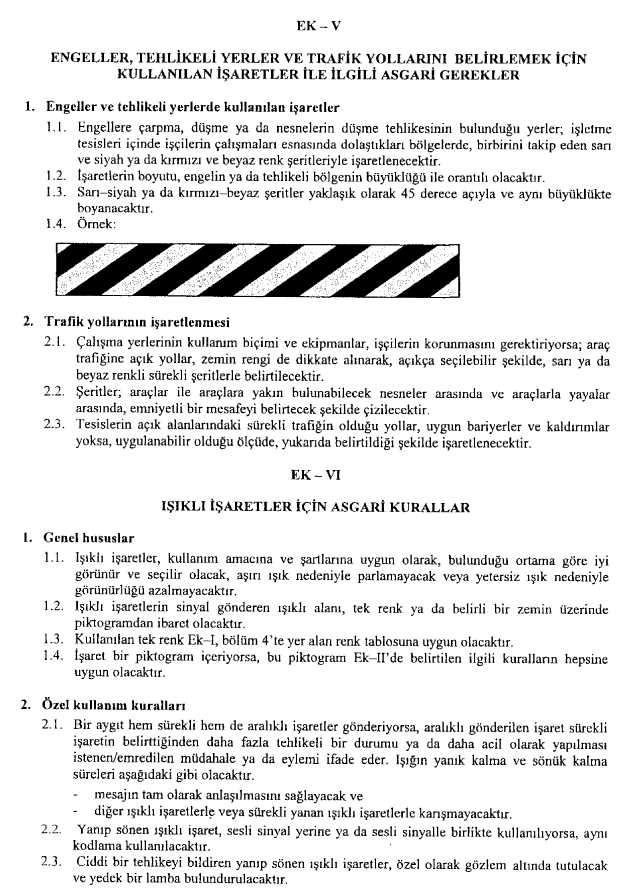 EK – V
ENGELLER, TEHLİKELİ YERLER VE TRAFİK YOLLARINI BELİRLEMEK İÇİN
KULLANILAN İŞARETLER İLE İLGİLİ ASGARİ GEREKLER
1. Engeller ve tehlikeli yerlerde kullanılan işaretler
1.1. Engellere çarpma, düşme ya da nesnelerin düşme tehlikesinin bulunduğu yerler; işletme
tesisleri içinde işçilerin çalışmaları esnasında dolaştıkları bölgelerde, birbirini takip eden sarı
ve siyah ya da kırmızı ve beyaz renk şeritleriyle işaretlenecektir.
1.2. İşaretlerin boyutu, engelin ya da tehlikeli bölgenin büyüklüğü ile orantılı olacaktır.
1.3. Sarı–siyah ya da kırmızı–beyaz şeritler yaklaşık olarak 45 derece açıyla ve aynı büyüklükte
boyanacaktır.
1.4. Örnek:
2. Trafik yollarının işaretlenmesi
2.1. Çalışma yerlerinin kullanım biçimi ve ekipmanlar, işçilerin korunmasını gerektiriyorsa; araç
trafiğine açık yollar, zemin rengi de dikkate alınarak, açıkça seçilebilir şekilde, sarı ya da
beyaz renkli sürekli şeritlerle belirtilecektir.
2.2. Şeritler; araçlar ile araçlara yakın bulunabilecek nesneler arasında ve araçlarla yayalar
arasında, emniyetli bir mesafeyi belirtecek şekilde çizilecektir.
2.3. Tesislerin açık alanlarındaki sürekli trafiğin olduğu yollar, uygun bariyerler ve kaldırımlar
yoksa, uygulanabilir olduğu ölçüde, yukarıda belirtildiği şekilde işaretlenecektir.
EK – VI
IŞIKLI İŞARETLER İÇİN ASGARİ KURALLAR
1. Genel hususlar
1.1. Işıklı işaretler, kullanım amacına ve şartlarına uygun olarak, bulunduğu ortama göre iyi
görünür ve seçilir olacak, aşırı ışık nedeniyle parlamayacak veya yetersiz ışık nedeniyle
görünürlüğü azalmayacaktır.
1.2. Işıklı işaretlerin sinyal gönderen ışıklı alanı, tek renk ya da belirli bir zemin üzerinde
piktogramdan ibaret olacaktır.
1.3. Kullanılan tek renk Ek–I, bölüm 4'te yer alan renk tablosuna uygun olacaktır.
1.4. İşaret bir piktogram içeriyorsa, bu piktogram Ek–II'de belirtilen ilgili kuralların hepsine
uygun olacaktır.
2. Özel kullanım kuralları
2.1. Bir aygıt hem sürekli hem de aralıklı işaretler gönderiyorsa, aralıklı gönderilen işaret sürekli
işaretin belirttiğinden daha fazla tehlikeli bir durumu ya da daha acil olarak yapılması
istenen/emredilen müdahale ya da eylemi ifade eder. Işığın yanık kalma ve sönük kalma
süreleri aşağıdaki gibi olacaktır.
- mesajın tam olarak anlaşılmasını sağlayacak ve
- diğer ışıklı işaretlerle veya sürekli yanan ışıklı işaretlerle karışmayacaktır.
2.2. Yanıp sönen ışıklı işaret, sesli sinyal yerine ya da sesli sinyalle birlikte kullanılıyorsa, aynı
kodlama kullanılacaktır.
2.3. Ciddi bir tehlikeyi bildiren yanıp sönen ışıklı işaretler, özel olarak gözlem altında tutulacak
ve yedek bir lamba bulundurulacaktır.